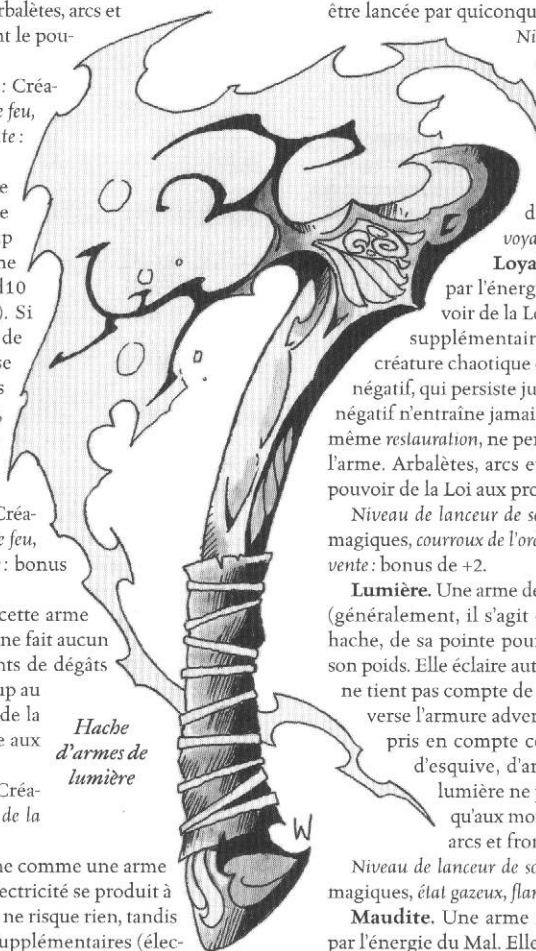 rbalètes, arcs et
nt le pou-
: Créa-
e feu,
te :
e
e
p
ne
d10
). Si
de
se
s
Créa-
e feu,
: bonus
cette arme
ne fait aucun
nts de dégâts
up au
de la
e aux
Créa-
de la
ne comme une arme
lectricité se produit à
ne risque rien, tandis
supplémentaires (élec-
Hache
d'armes de
lumière
W
être lancée par quiconqu
Ni
d
voya
Loya
par l'énerg
voir de la Lo
supplémentair
créature chaotique
négatif, qui persiste ju
négatif n'entraîne jamai
même restauration, ne per
l'arme. Arbalètes, arcs e
pouvoir de la Loi aux pro
Niveau de lanceur de so
magiques, courroux de l'ord
vente : bonus de +2.
Lumière. Une arme de
(généralement, il s'agit
hache, de sa pointe pour
son poids. Elle éclaire aut
ne tient pas compte de
verse l'armure adver
pris en compte c
d'esquive, d'ar
lumière ne
qu'aux mo
arcs et fron
Niveau de lanceur de so
magiques, état gazeux, flan
Maudite. Une arme
par l'énergie du Mal. Elle